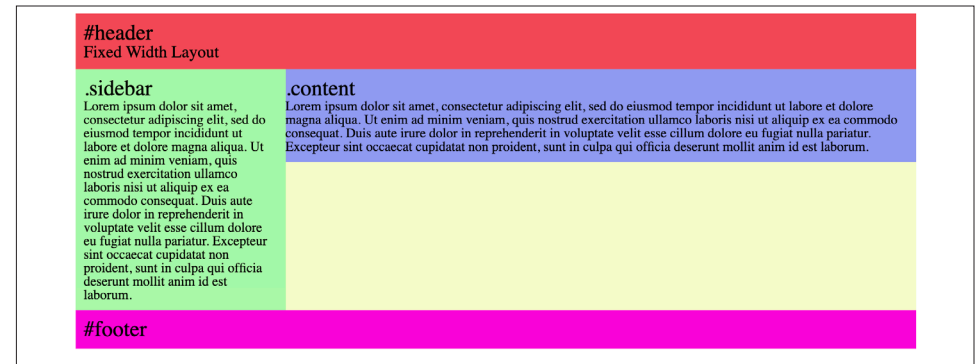 #header
Fixed Width Layout
.sidebar
Lorem ipsum dolor sit amet,
consectetur adipiscing elit, sed do
eiusmod tempor incididunt ut
labore et dolore magna aliqua. Ut
enim ad minim veniam, quis
nostrud exercitation ullamco
laboris nisi ut aliquip ex ea
commodo consequat. Duis aute
irure dolor in reprehenderit in
voluptate velit esse cillum dolore
eu fugiat nulla pariatur. Excepteur
sint occaecat cupidatat non
proident, sunt in culpa qui officia
deserunt mollit anim id est
laborum.
.content
Lorem ipsum dolor sit amet, consectetur adipiscing elit, sed do eiusmod tempor incididunt ut labore et dolore
magna aliqua. Ut enim ad minim veniam, quis nostrud exercitation ullamco laboris nisi ut aliquip ex ea commodo
consequat. Duis aute irure dolor in reprehenderit in voluptate velit esse cillum dolore eu fugiat nulla pariatur.
Excepteur sint occaecat cupidatat non proident, sunt in culpa qui officia deserunt mollit anim id est laborum.
#footer